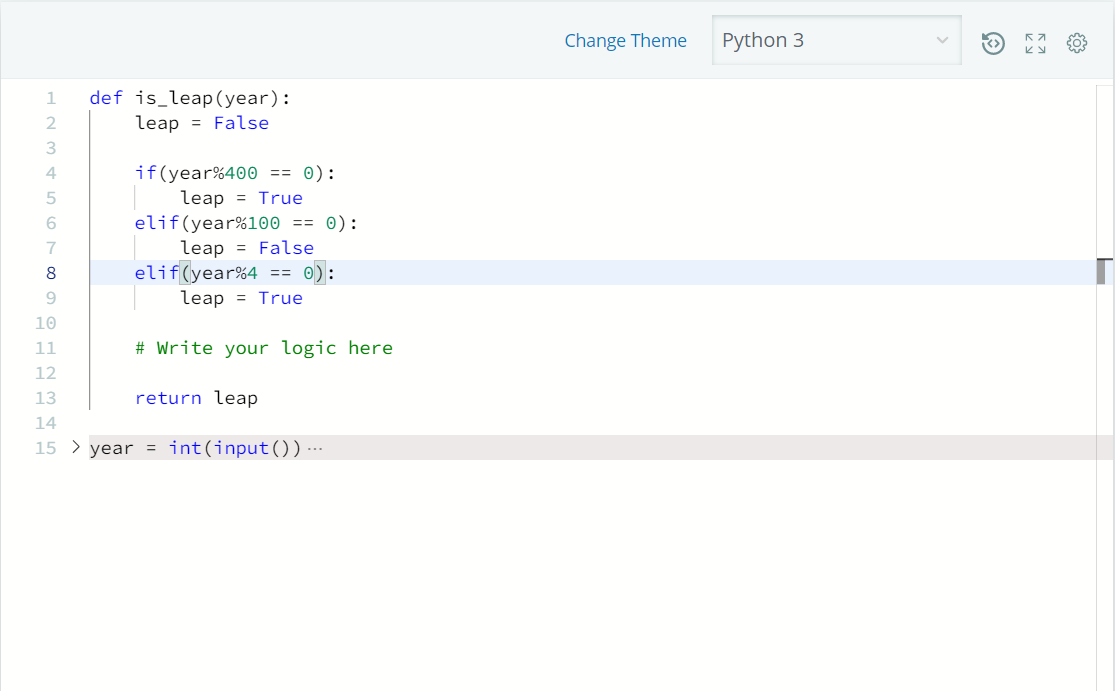 Change Theme Python 3
1 def is_leap(year):
2     leap = False
3
4     if(year%400 == 0):
5         leap = True
6     elif(year%100 == 0):
7         leap = False
8     elif(year%4 == 0):
9         leap = True
10
11     # Write your logic here
12
13     return leap
14
15 > year = int(input())···